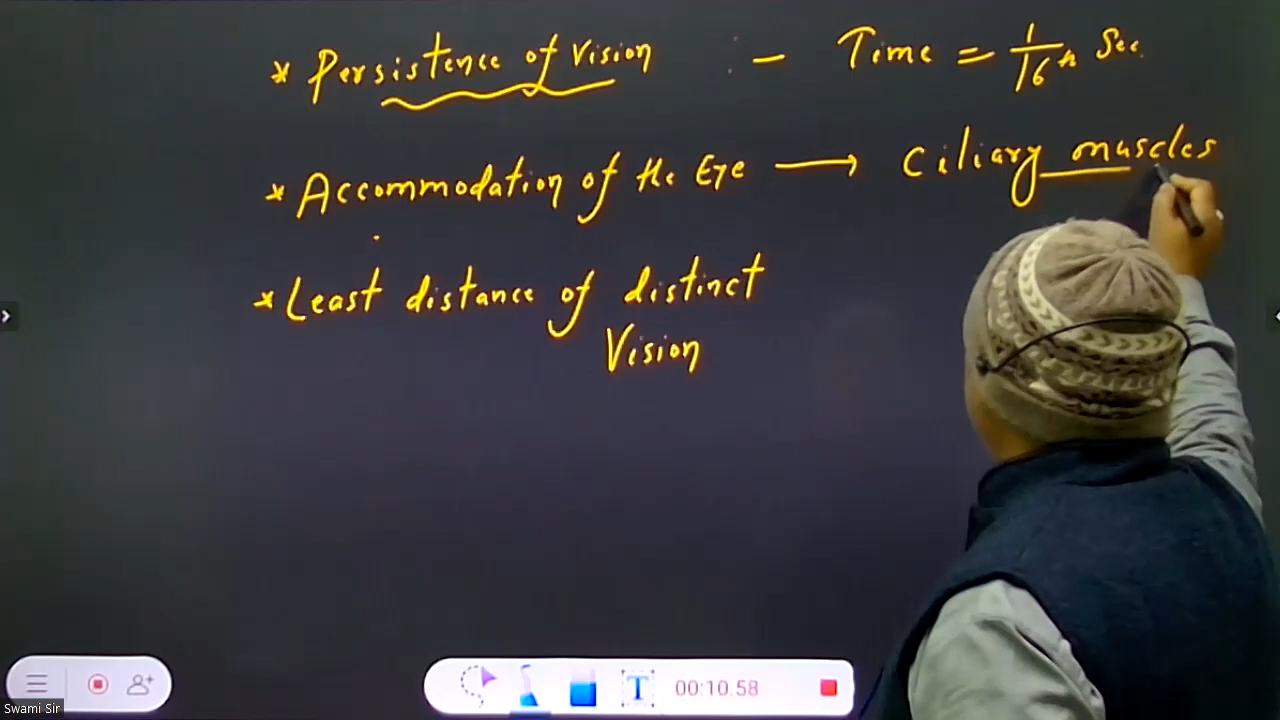 * Persistence of Vision :- Time = 1/16th Sec.
* Accommodation of the Eye → Ciliary muscles
* Least distance of distinct
Vision
T 00:10.58
Swami Sir